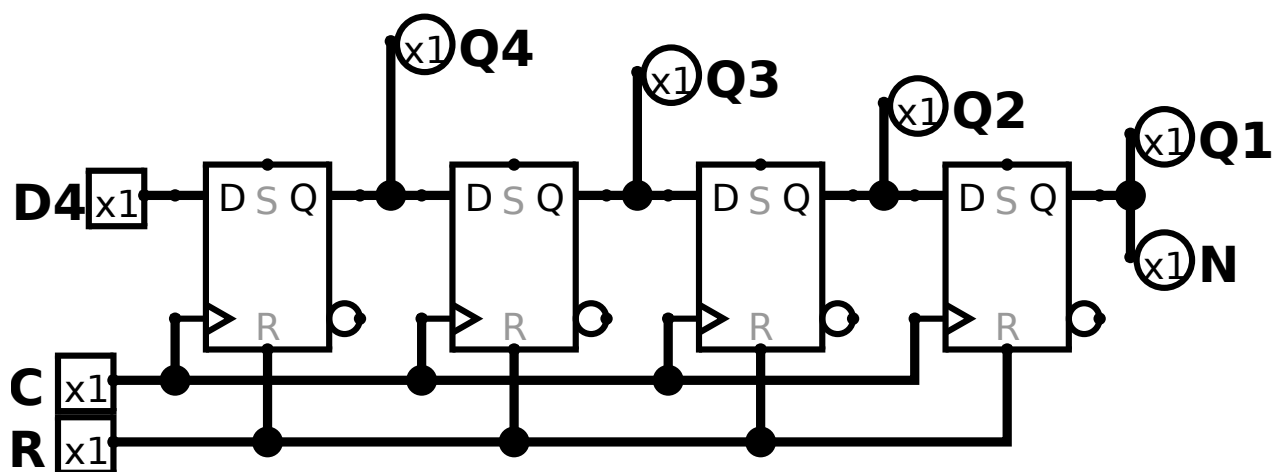 x1 Q4
x1 Q3
x1 Q2
x1 Q1
D4 x1
D S Q
D S Q
D S Q
D S Q
x1 N
R
R
R
R
C x1
R x1